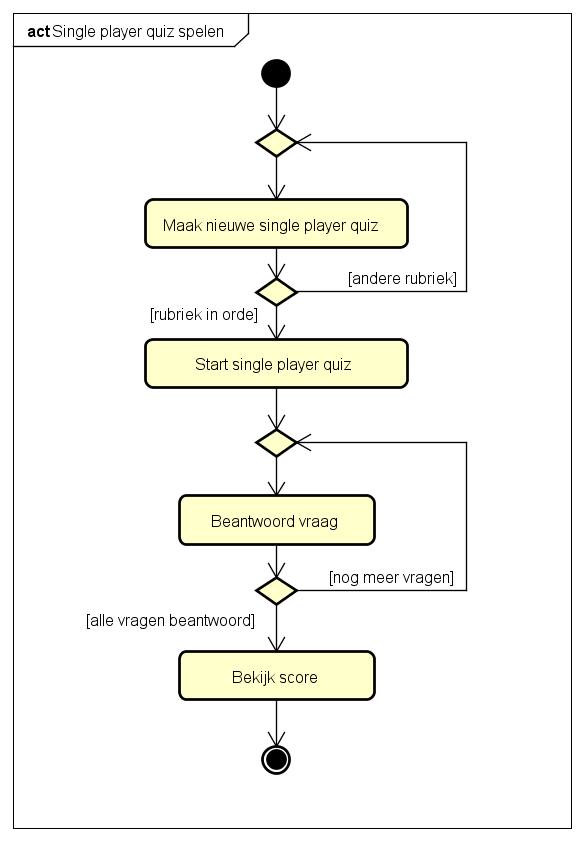 act Single player quiz spelen
Maak nieuwe single player quiz
[andere rubriek]
[rubriek in orde]
Start single player quiz
Beantwoord vraag
[nog meer vragen]
[alle vragen beantwoord]
Bekijk score